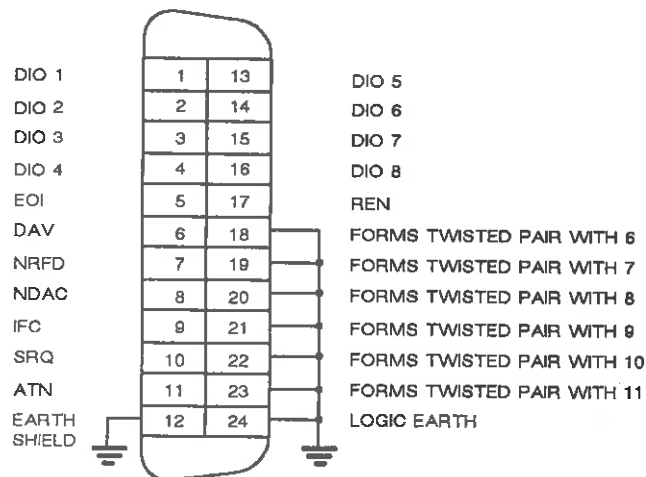 DIO 1 1 13 DIO 5
DIO 2 2 14 DIO 6
DIO 3 3 15 DIO 7
DIO 4 4 16 DIO 8
EOI 5 17 REN
DAV 6 18 FORMS TWISTED PAIR WITH 6
NRFD 7 19 FORMS TWISTED PAIR WITH 7
NDAC 8 20 FORMS TWISTED PAIR WITH 8
IFC 9 21 FORMS TWISTED PAIR WITH 9
SRQ 10 22 FORMS TWISTED PAIR WITH 10
ATN 11 23 FORMS TWISTED PAIR WITH 11
EARTH 12 24 LOGIC EARTH
SHIELD